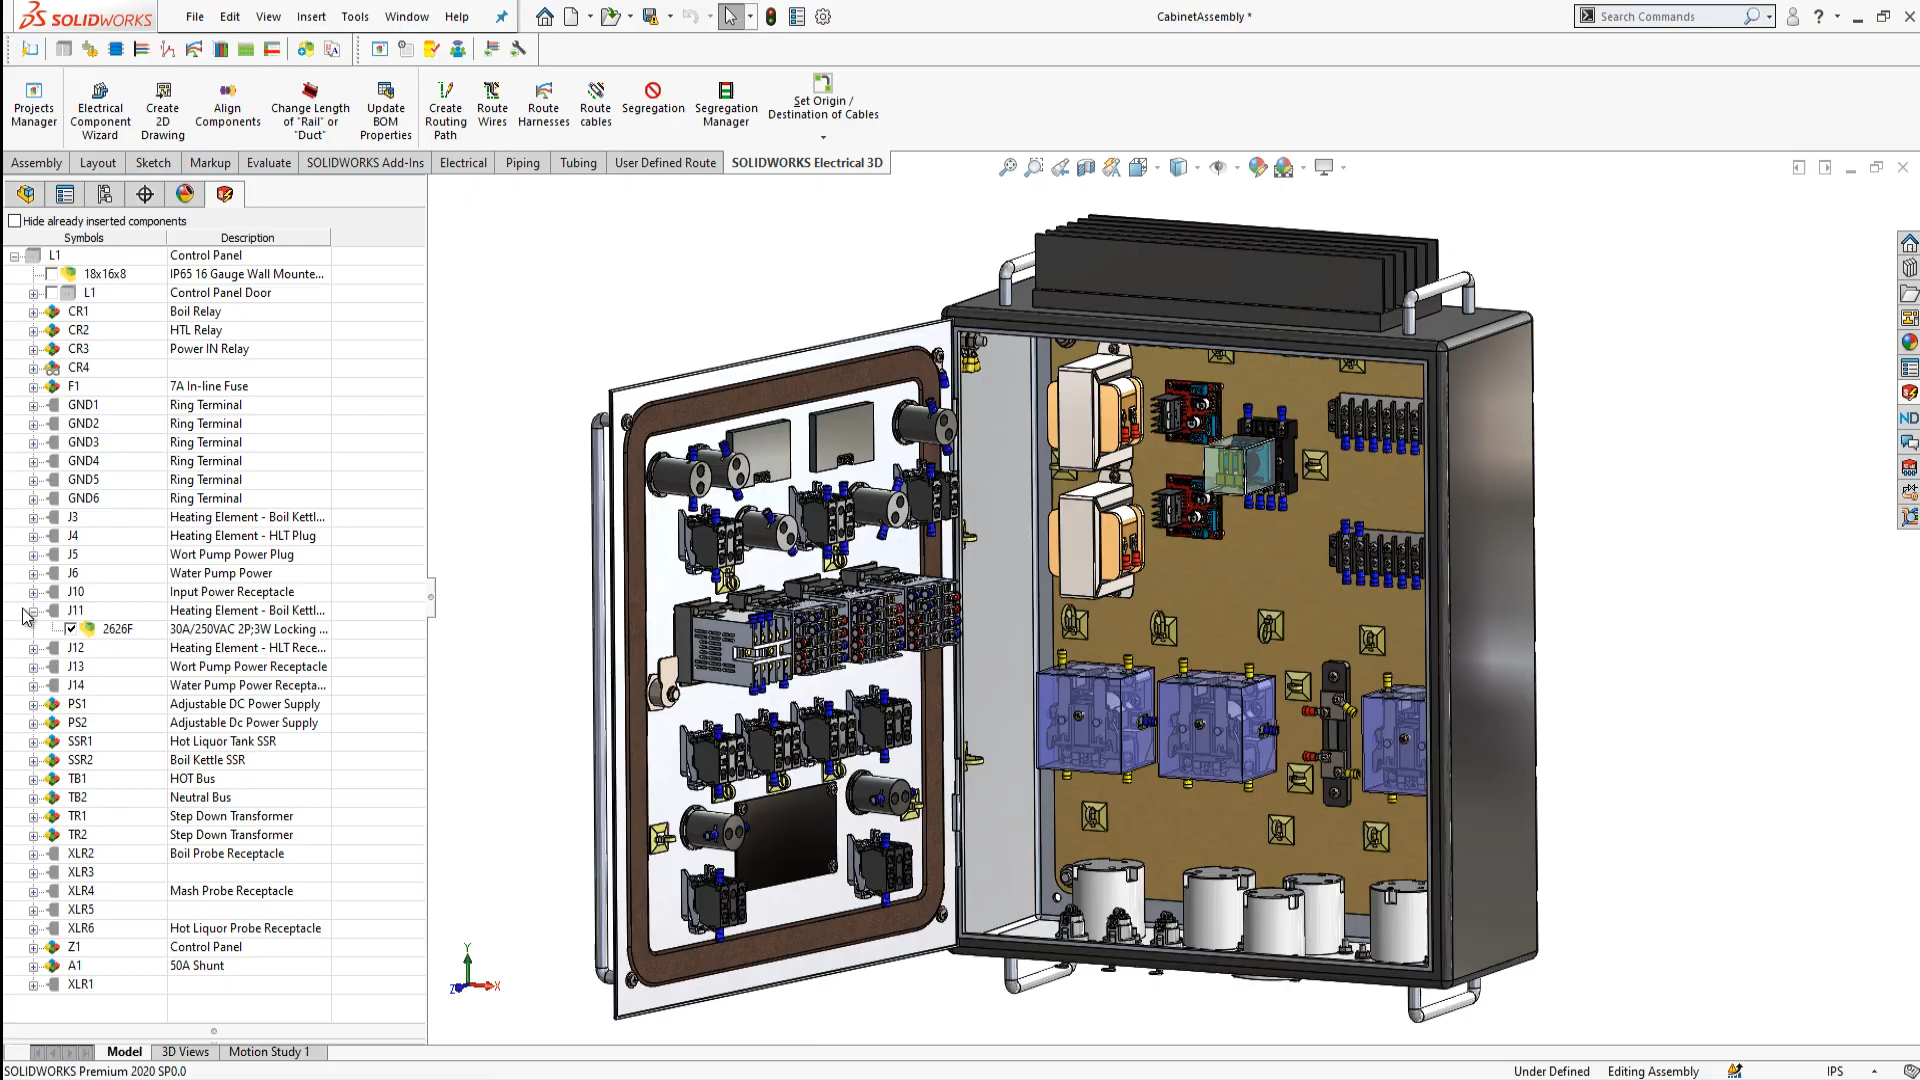 SOLIDWORKS
File Edit View Insert Tools Window Help
CabinetAssembly *
Search Commands
?
Projects Manager
Electrical Component Wizard
Create 2D Drawing
Align Components
Change Length of "Rail" or "Duct"
Update BOM Properties
Create Routing Path
Route Wires
Route Harnesses
Route cables
Segregation
Segregation Manager
Set Origin / Destination of Cables
Assembly Layout Sketch Markup Evaluate SOLIDWORKS Add-Ins Electrical Piping Tubing User Defined Route SOLIDWORKS Electrical 3D
Hide already inserted components
Symbols Description
L1 Control Panel
18x16x8 IP65 16 Gauge Wall Mounte...
L1 Control Panel Door
CR1 Boil Relay
CR2 HTL Relay
CR3 Power IN Relay
CR4
F1 7A In-line Fuse
GND1 Ring Terminal
GND2 Ring Terminal
GND3 Ring Terminal
GND4 Ring Terminal
GND5 Ring Terminal
GND6 Ring Terminal
J3 Heating Element - Boil Kettl...
J4 Heating Element - HLT Plug
J5 Wort Pump Power Plug
J6 Water Pump Power
J10 Input Power Receptacle
J11 Heating Element - Boil Kettl...
2626F 30A/250VAC 2P;3W Locking ...
J12 Heating Element - HLT Rece...
J13 Wort Pump Power Receptacle
J14 Water Pump Power Recepta...
PS1 Adjustable DC Power Supply
PS2 Adjustable Dc Power Supply
SSR1 Hot Liquor Tank SSR
SSR2 Boil Kettle SSR
TB1 HOT Bus
TB2 Neutral Bus
TR1 Step Down Transformer
TR2 Step Down Transformer
XLR2 Boil Probe Receptacle
XLR3
XLR4 Mash Probe Receptacle
XLR5
XLR6 Hot Liquor Probe Receptacle
Z1 Control Panel
A1 50A Shunt
XLR1
ND
Y
Z X
Model 3D Views Motion Study 1
SOLIDWORKS Premium 2020 SP0.0
Under Defined Editing Assembly IPS